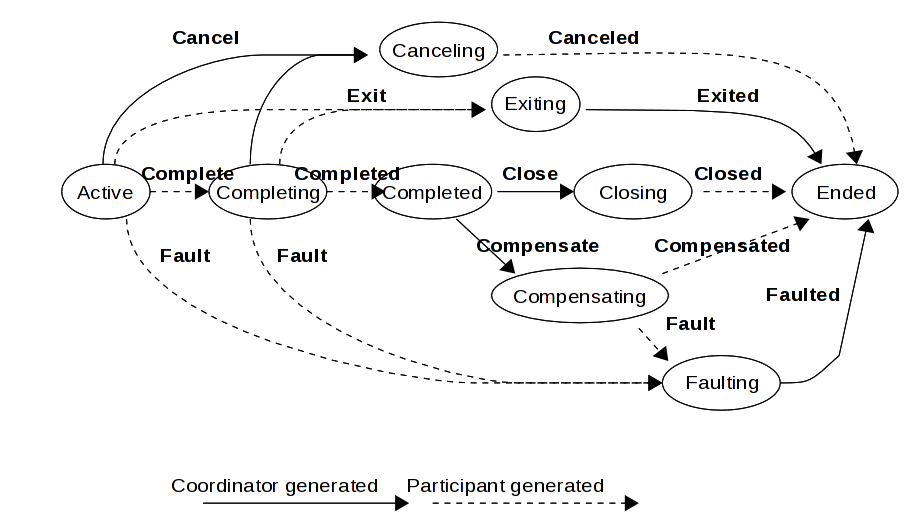 Cancel
Canceling
Canceled
Exit
Exiting
Exited
Active
Complete
Completing
Completed
Completed
Close
Closing
Closed
Ended
Fault
Fault
Compensate
Compensated
Compensating
Faulted
Fault
Faulting
Coordinator generated
Participant generated